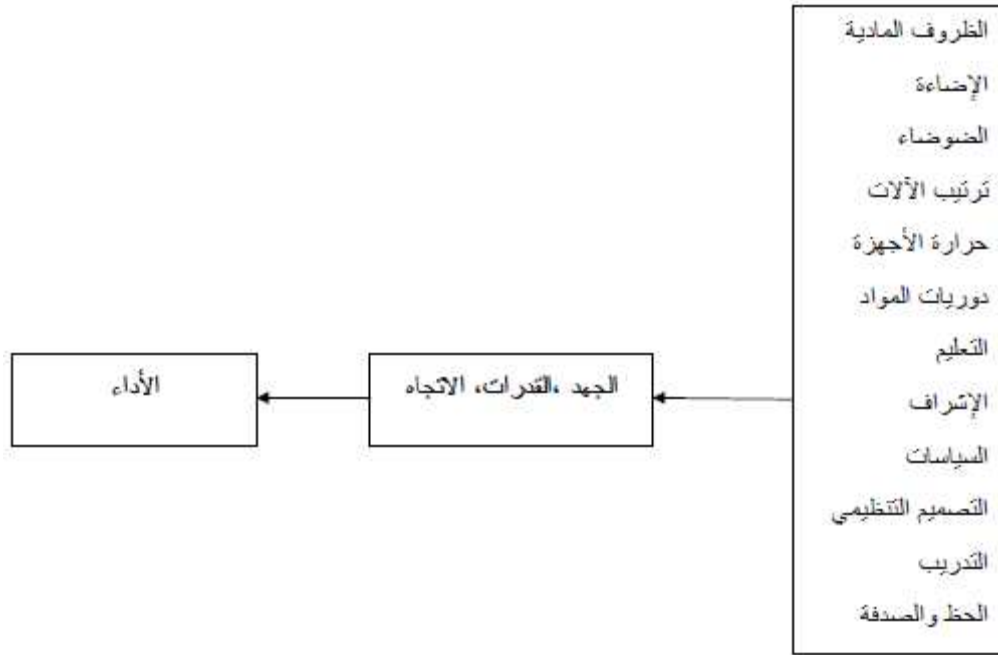 الظروف المادية
الإضاءة
الضوضاء
ترتيب الآلات
حرارة الأجهزة
دوريات المواد
التعليم
الإشراف
السياسات
التصميم التنظيمي
التدريب
الحظ والصدفة
الجهد ،القدرات، الاتجاه
الأداء